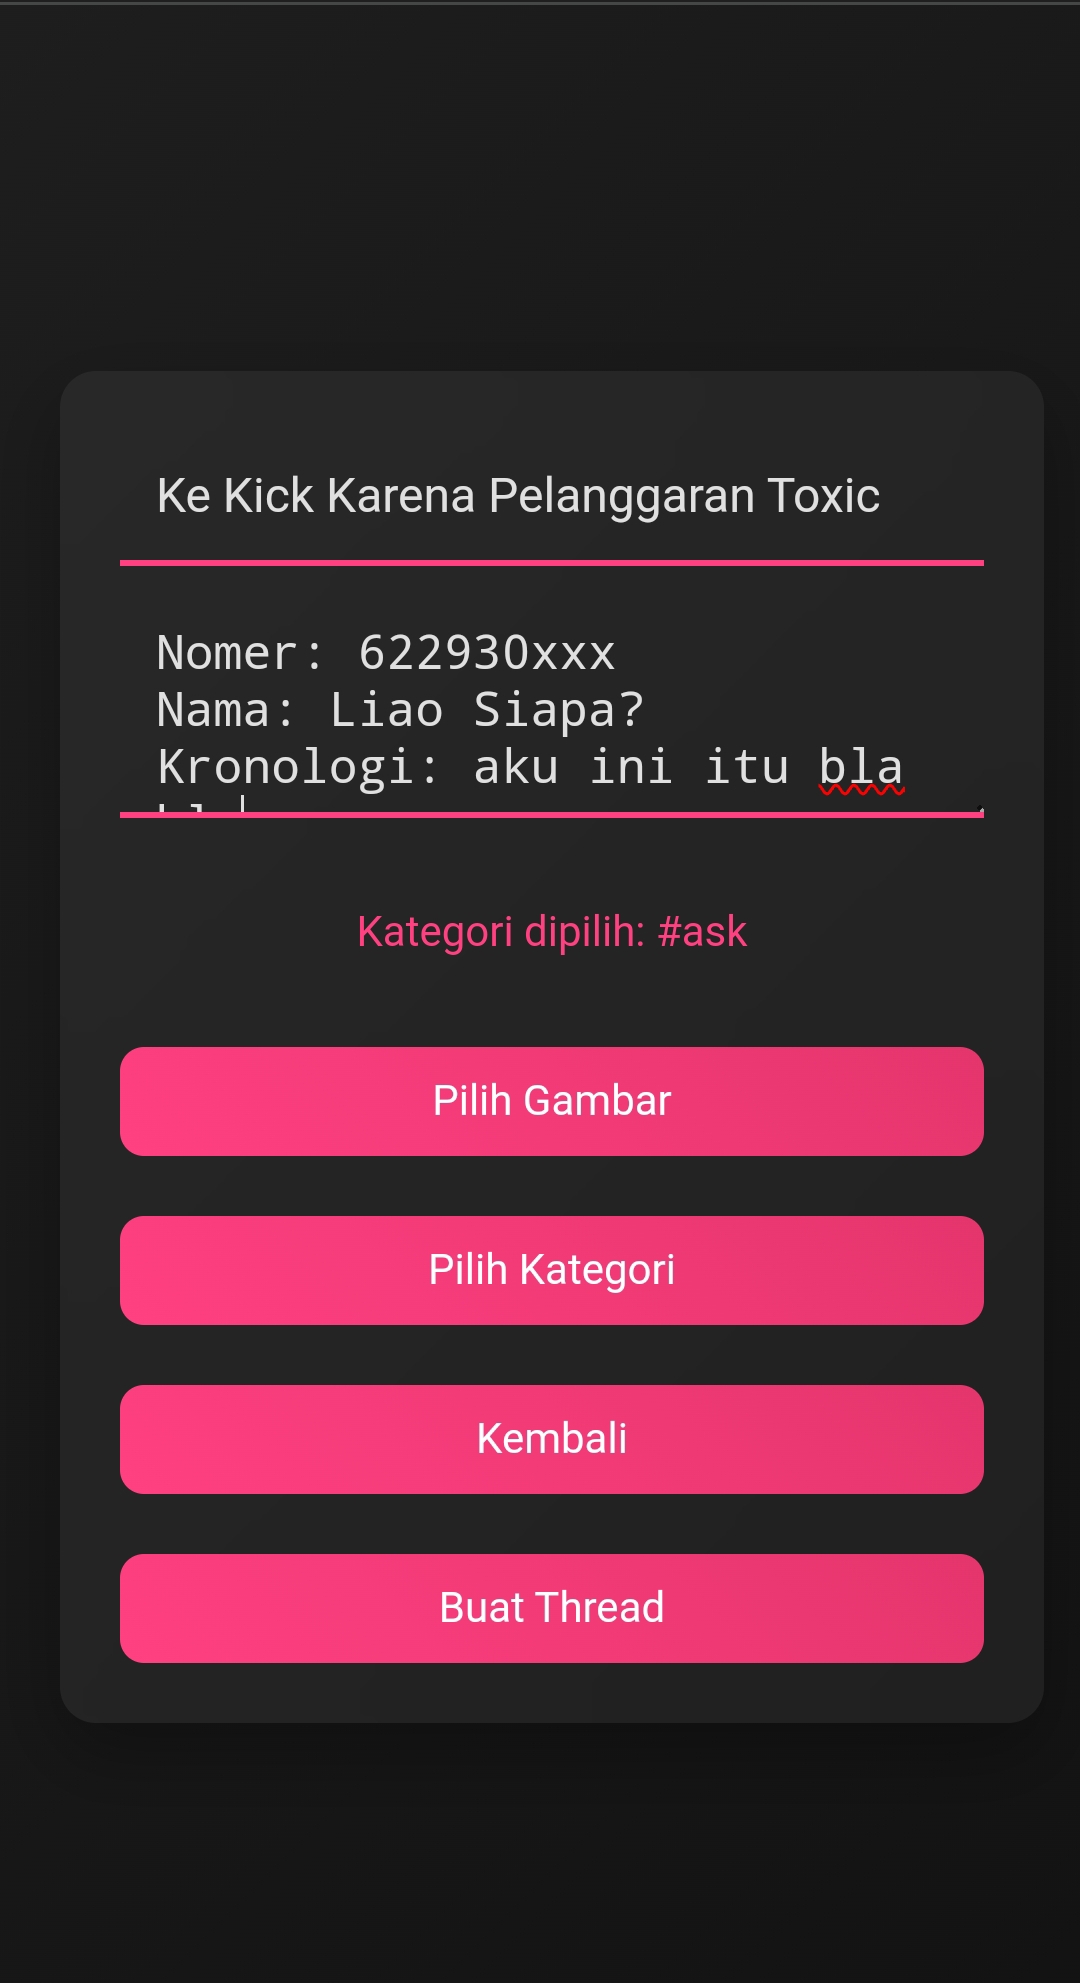 Ke Kick Karena Pelanggaran Toxic
Nomer: 622930xxx
Nama: Liao Siapa?
Kronologi: aku ini itu bla
Kategori dipilih: #ask
Pilih Gambar
Pilih Kategori
Kembali
Buat Thread